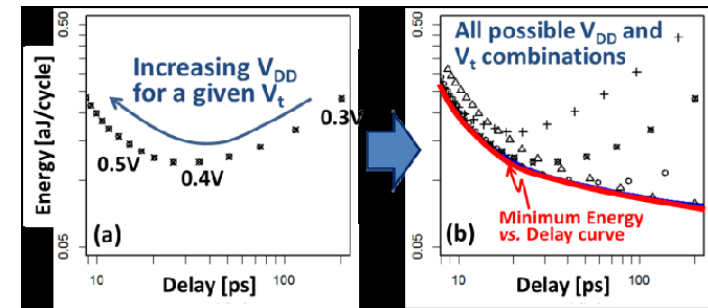 0.50
Energy [aJ/cycle]
0.05
Increasing V_DD
for a given V_t
0.3V
0.5V
0.4V
(a)
10
100
Delay [ps]
0.50
All possible V_DD and
V_t combinations
0.05
(b)
Minimum Energy
vs. Delay curve
10
100
Delay [ps]